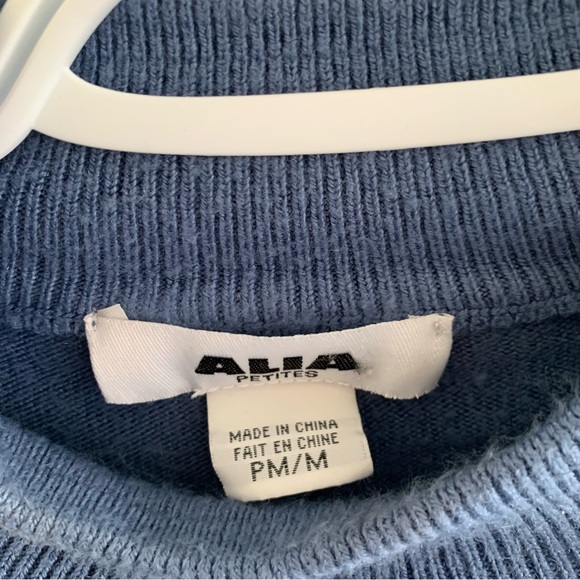 ALIA
PETITES
MADE IN CHINA
FAIT EN CHINE
PM/M